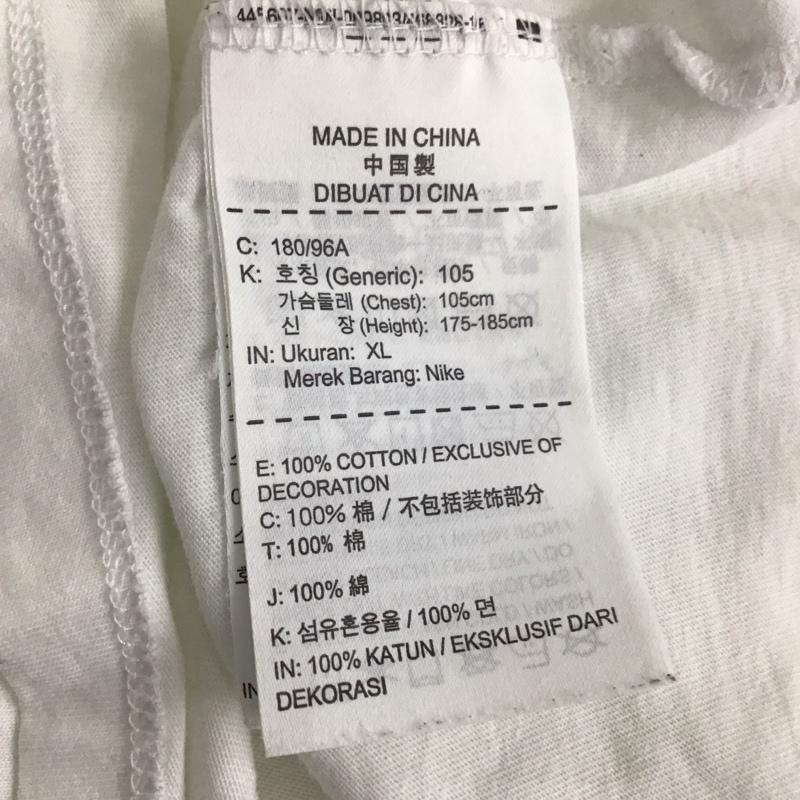 MADE IN CHINA
中国製
DIBUAT DI CINA
C: 180/96A
K: 호칭 (Generic): 105
가슴둘레 (Chest): 105cm
신 장 (Height): 175-185cm
IN: Ukuran: XL
Merek Barang: Nike
E: 100% COTTON / EXCLUSIVE OF
DECORATION
C: 100% 棉 / 不包括装饰部分
T: 100% 棉
J: 100% 綿
K: 섬유혼용율 / 100% 면
IN: 100% KATUN / EKSKLUSIF DARI
DEKORASI
IN